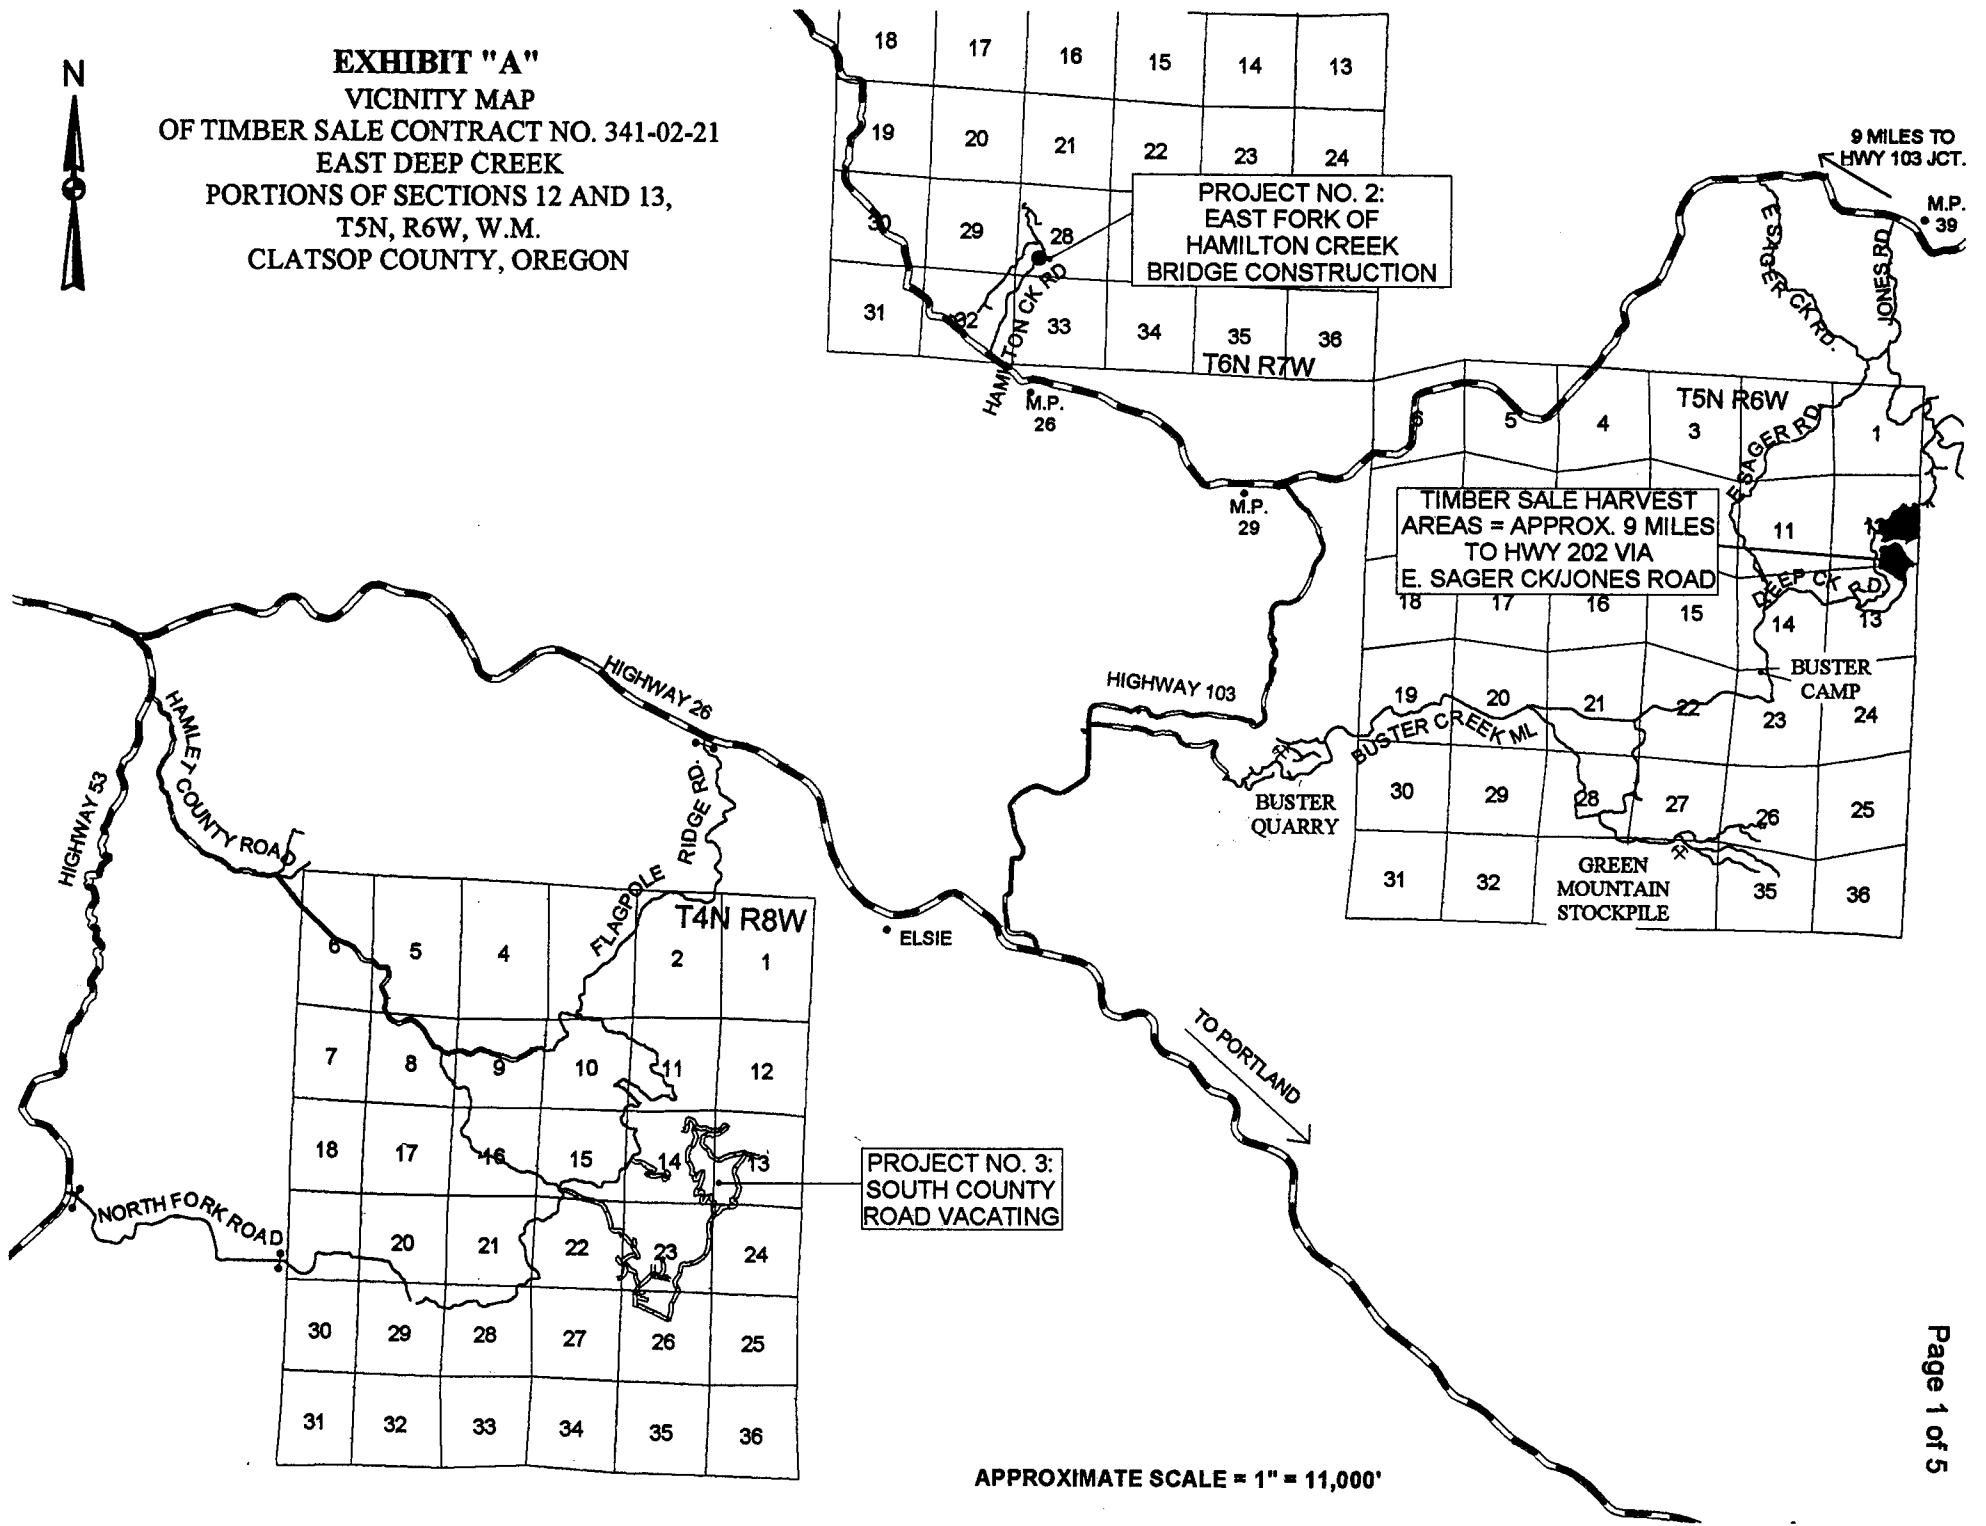 N
EXHIBIT "A"
VICINITY MAP
OF TIMBER SALE CONTRACT NO. 341-02-21
EAST DEEP CREEK
PORTIONS OF SECTIONS 12 AND 13,
T5N, R6W, W.M.
CLATSOP COUNTY, OREGON
18 17 16 15 14 13
19 20 21 22 23 24
30 29 28
31 32 33 34 35 36
T6N R7W
PROJECT NO. 2:
EAST FORK OF
HAMILTON CREEK
BRIDGE CONSTRUCTION
HAMILTON CK RD
M.P.
26
M.P.
29
9 MILES TO
HWY 103 JCT.
M.P.
39
E SAGER CK RD.
JONES RD
T5N R6W
6 5 4 3 1
E SAGER RD
TIMBER SALE HARVEST
AREAS = APPROX. 9 MILES
TO HWY 202 VIA
E. SAGER CK/JONES ROAD
11 12
DEEP CK RD
18 17 16 15 14 13
BUSTER
CAMP
19 20 21 22 23 24
BUSTER CREEK ML
30 29 28 27 26 25
31 32 35 36
BUSTER
QUARRY
GREEN
MOUNTAIN
STOCKPILE
HIGHWAY 103
HIGHWAY 26
HAMLET COUNTY ROAD
HIGHWAY 53
FLAGPOLE RIDGE RD.
ELSIE
T4N R8W
6 5 4 2 1
7 8 9 10 11 12
18 17 16 15 14 13
20 21 22 23 24
30 29 28 27 26 25
31 32 33 34 35 36
NORTH FORK ROAD
PROJECT NO. 3:
SOUTH COUNTY
ROAD VACATING
TO PORTLAND
APPROXIMATE SCALE = 1" = 11,000'
Page 1 of 5